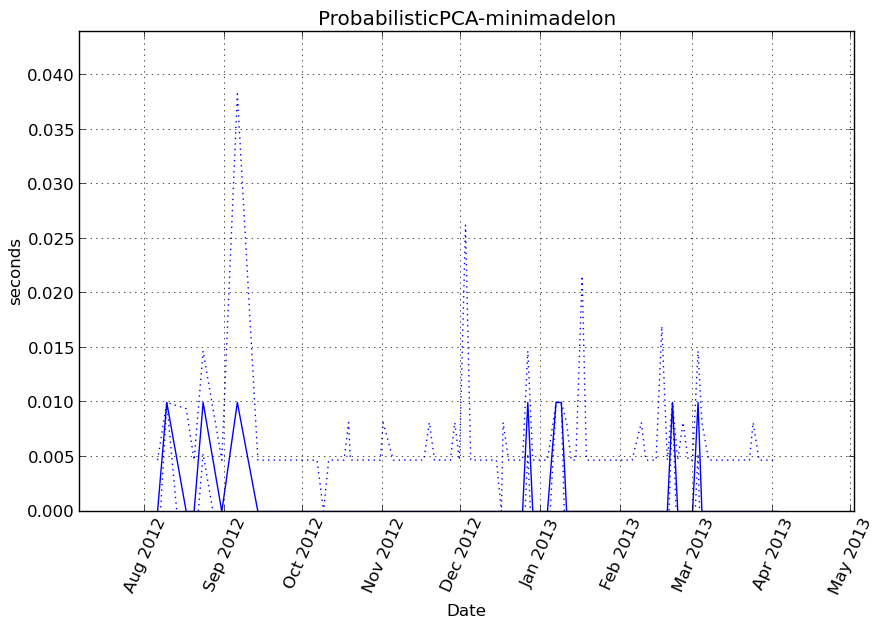 ProbabilisticPCA-minimadelon
0.040
0.035
0.030
0.025
0.020
0.015
0.010
0.005
0.000
seconds
Aug 2012
Sep 2012
Oct 2012
Nov 2012
Dec 2012
Jan 2013
Feb 2013
Mar 2013
Apr 2013
May 2013
Date